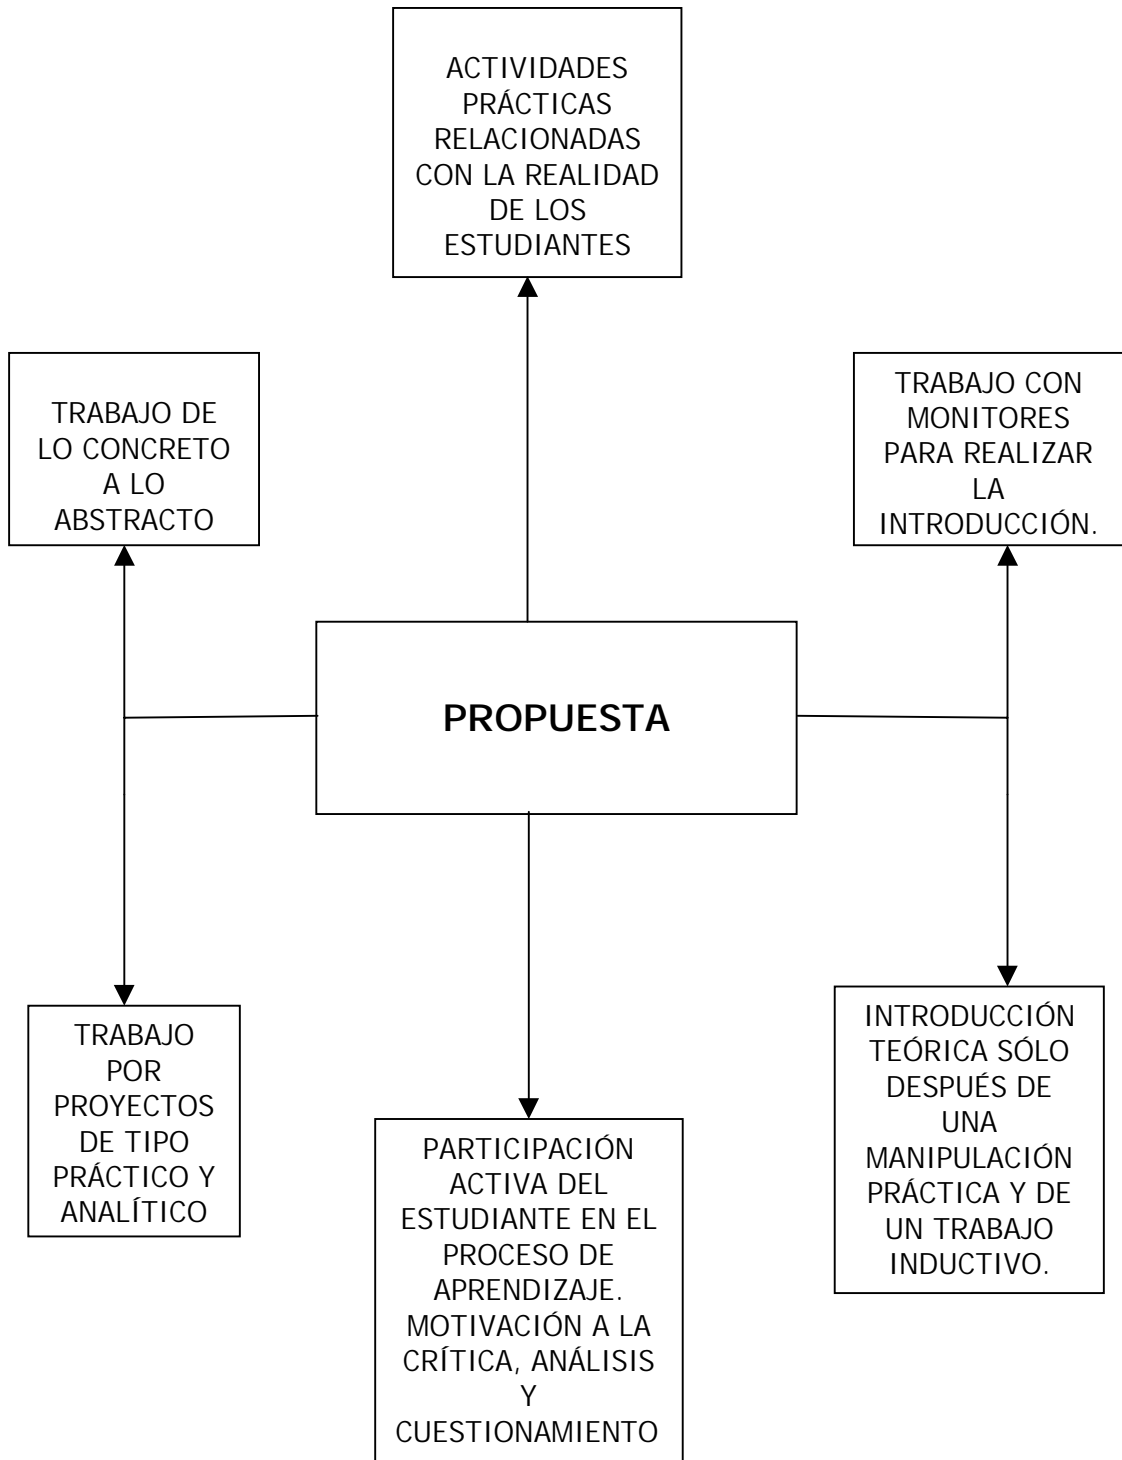 ACTIVIDADES
PRÁCTICAS
RELACIONADAS
CON LA REALIDAD
DE LOS
ESTUDIANTES
TRABAJO DE
LO CONCRETO
A LO
ABSTRACTO
TRABAJO CON
MONITORES
PARA REALIZAR
LA
INTRODUCCIÓN.
PROPUESTA
TRABAJO
POR
PROYECTOS
DE TIPO
PRÁCTICO Y
ANALÍTICO
PARTICIPACIÓN
ACTIVA DEL
ESTUDIANTE EN EL
PROCESO DE
APRENDIZAJE.
MOTIVACIÓN A LA
CRÍTICA, ANÁLISIS
Y
CUESTIONAMIENTO
INTRODUCCIÓN
TEÓRICA SÓLO
DESPUÉS DE
UNA
MANIPULACIÓN
PRÁCTICA Y DE
UN TRABAJO
INDUCTIVO.